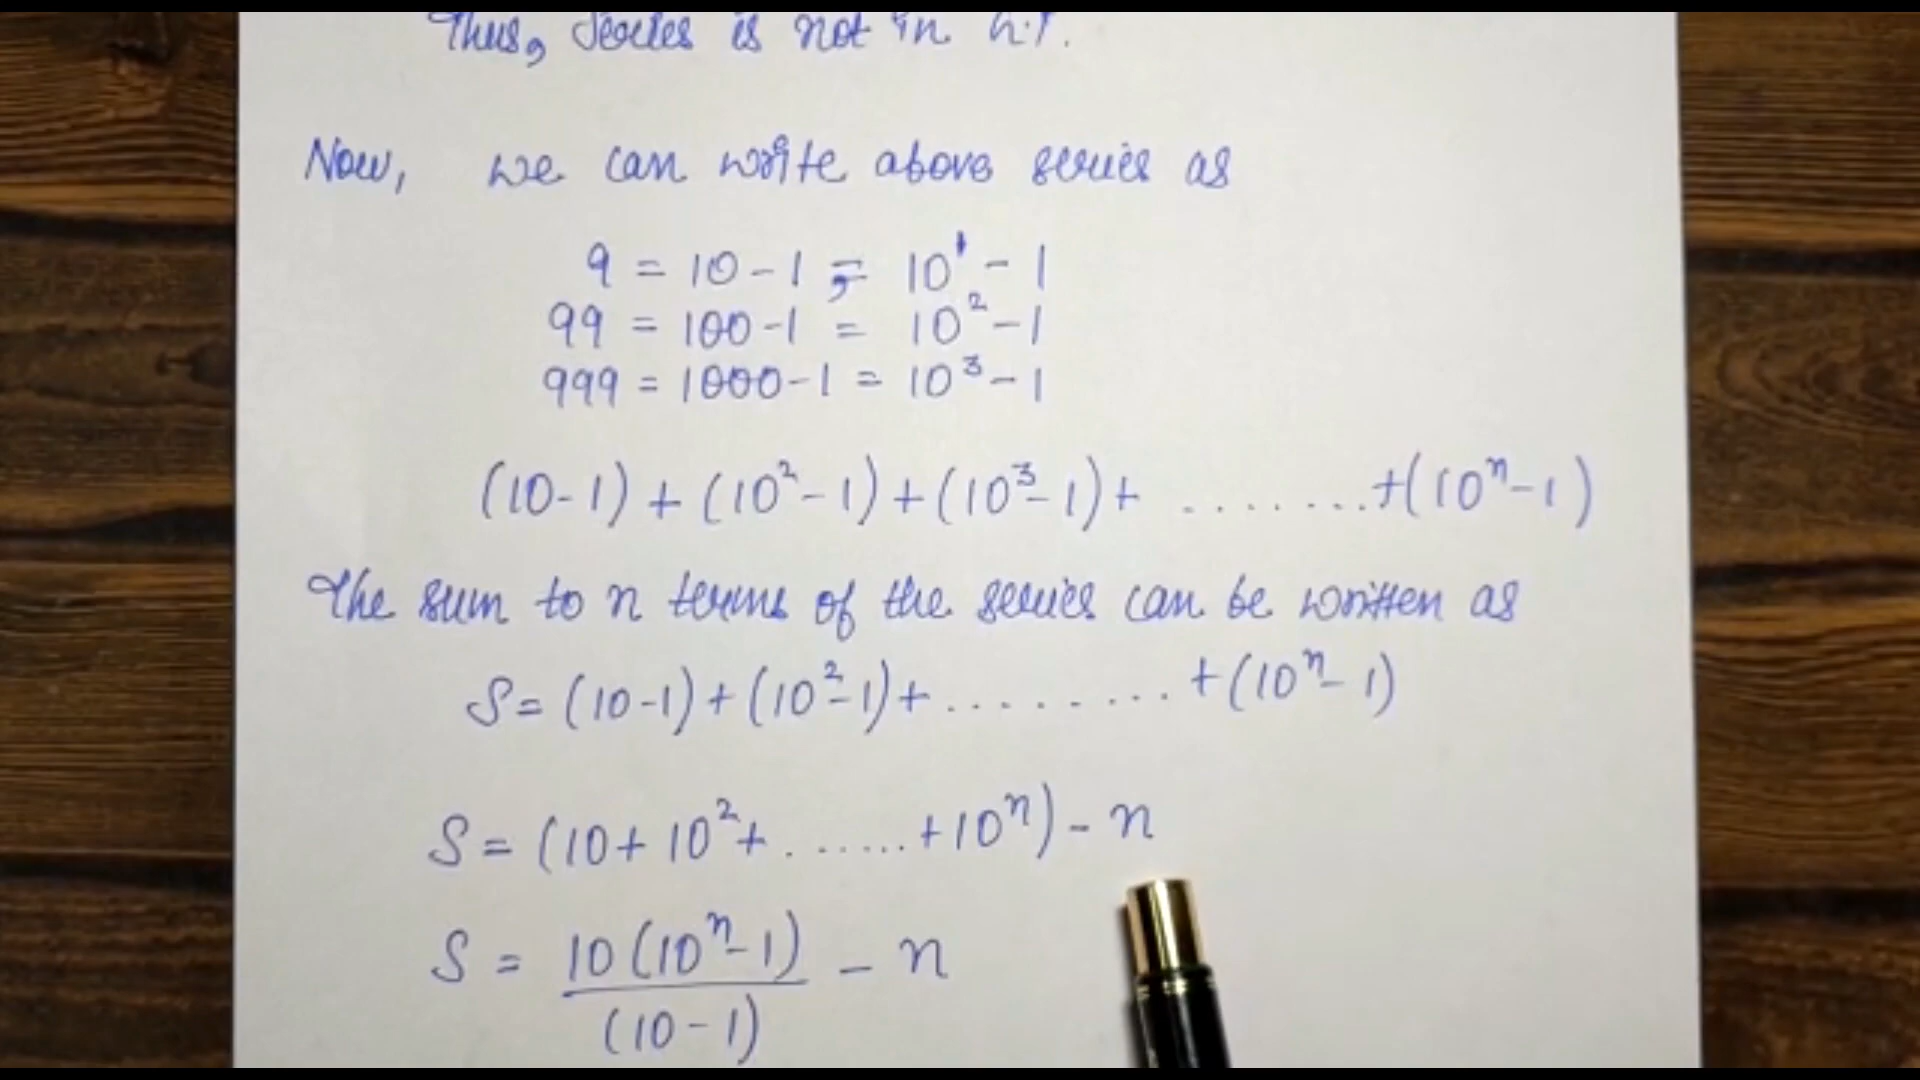 Thus, Series is not in
Now, we can write above series as
9 = 10 - 1 = 10¹ - 1
99 = 100 - 1 = 10² - 1
999 = 1000 - 1 = 10³ - 1
(10-1) + (10²-1) + (10³-1) + ........ + (10ⁿ-1)
The sum to n terms of the series can be written as
S = (10-1) + (10²-1) + ......... + (10ⁿ-1)
S = (10 + 10² + ....... + 10ⁿ) - n
S = 10(10ⁿ-1) - n
(10-1)